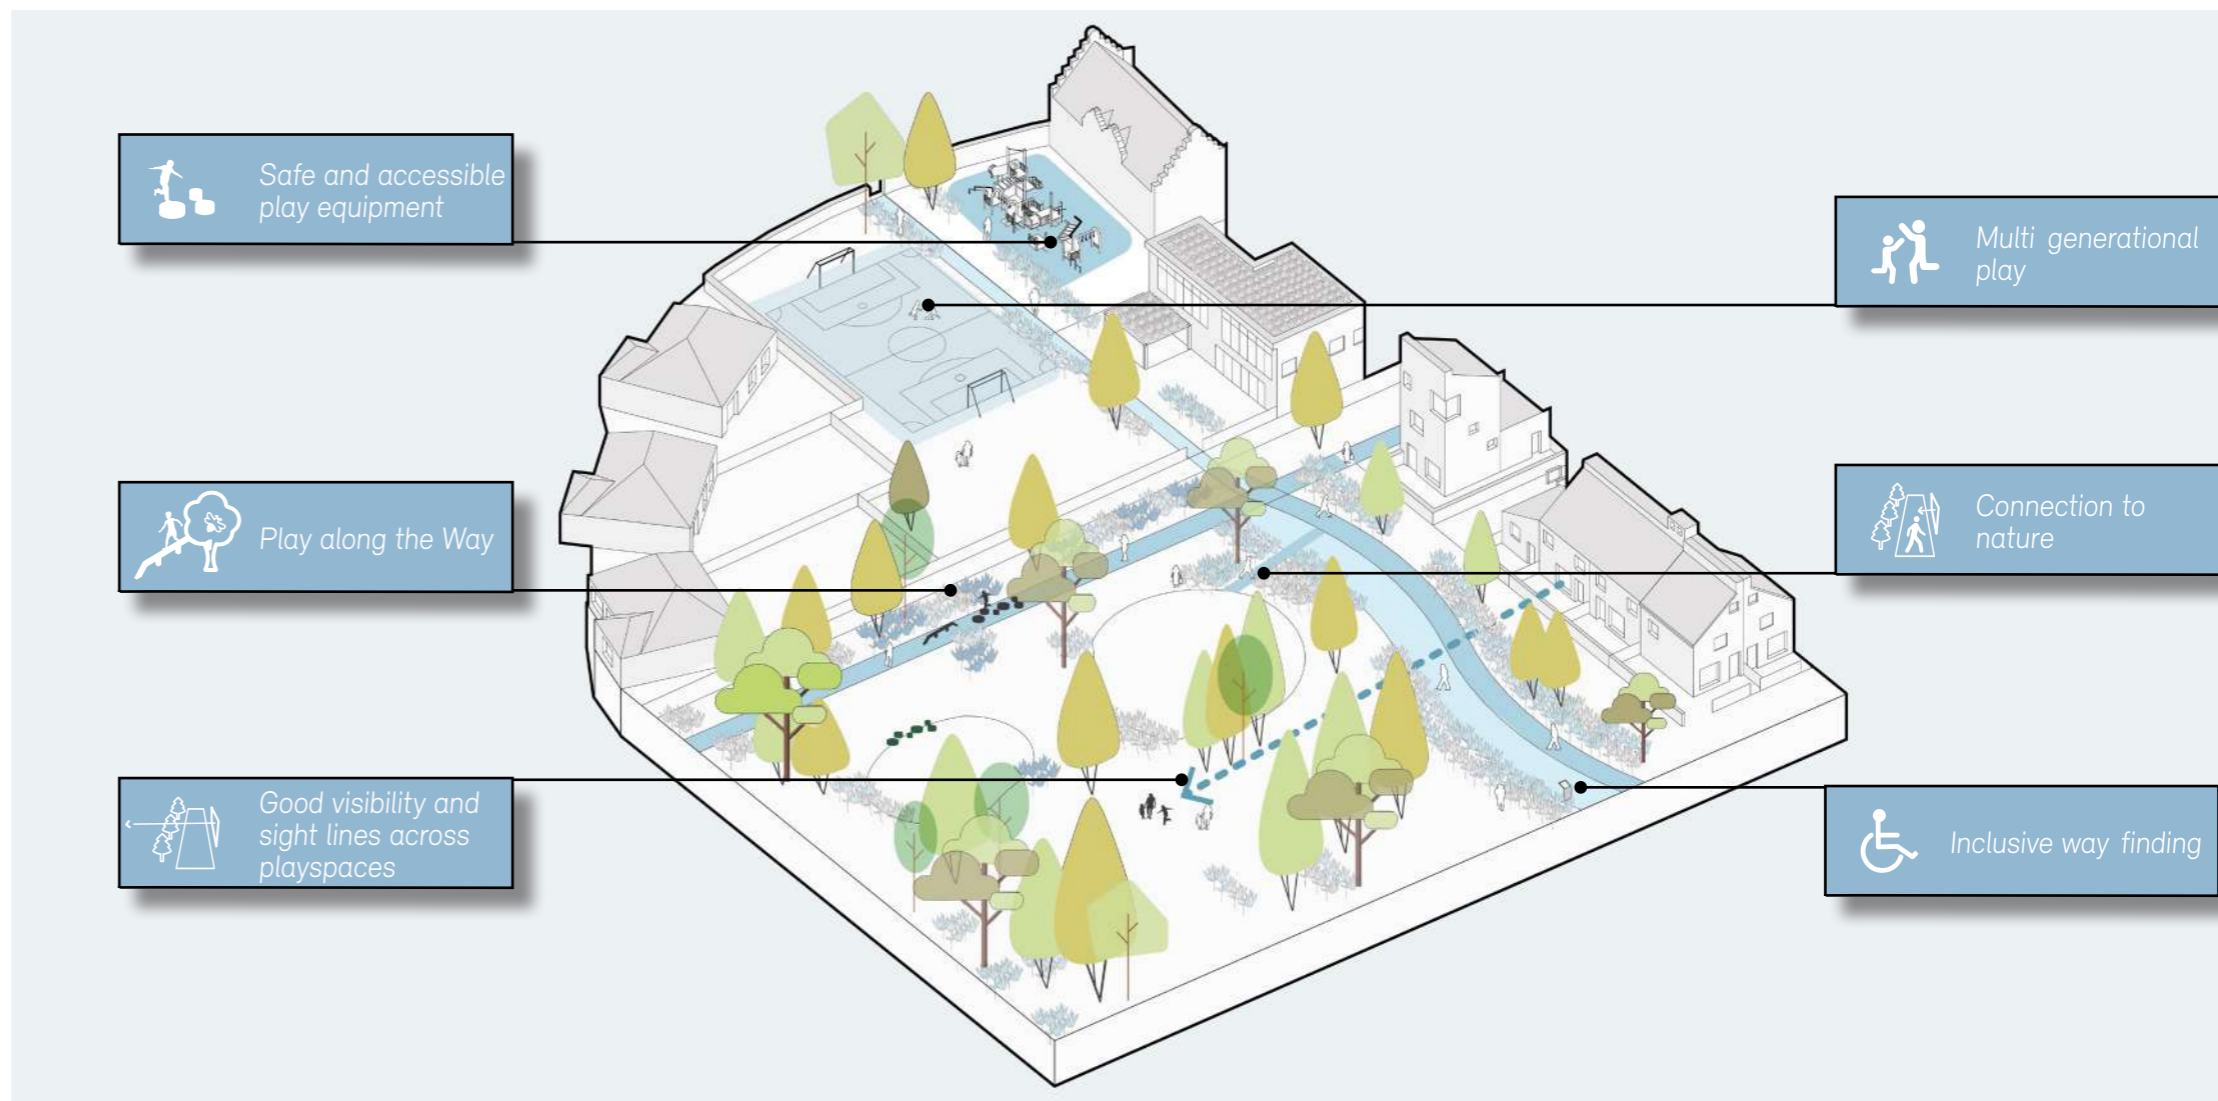 Safe and accessible
play equipment
Multi generational
play
Play along the Way
Connection to
nature
Good visibility and
sight lines across
playspaces
Inclusive way finding